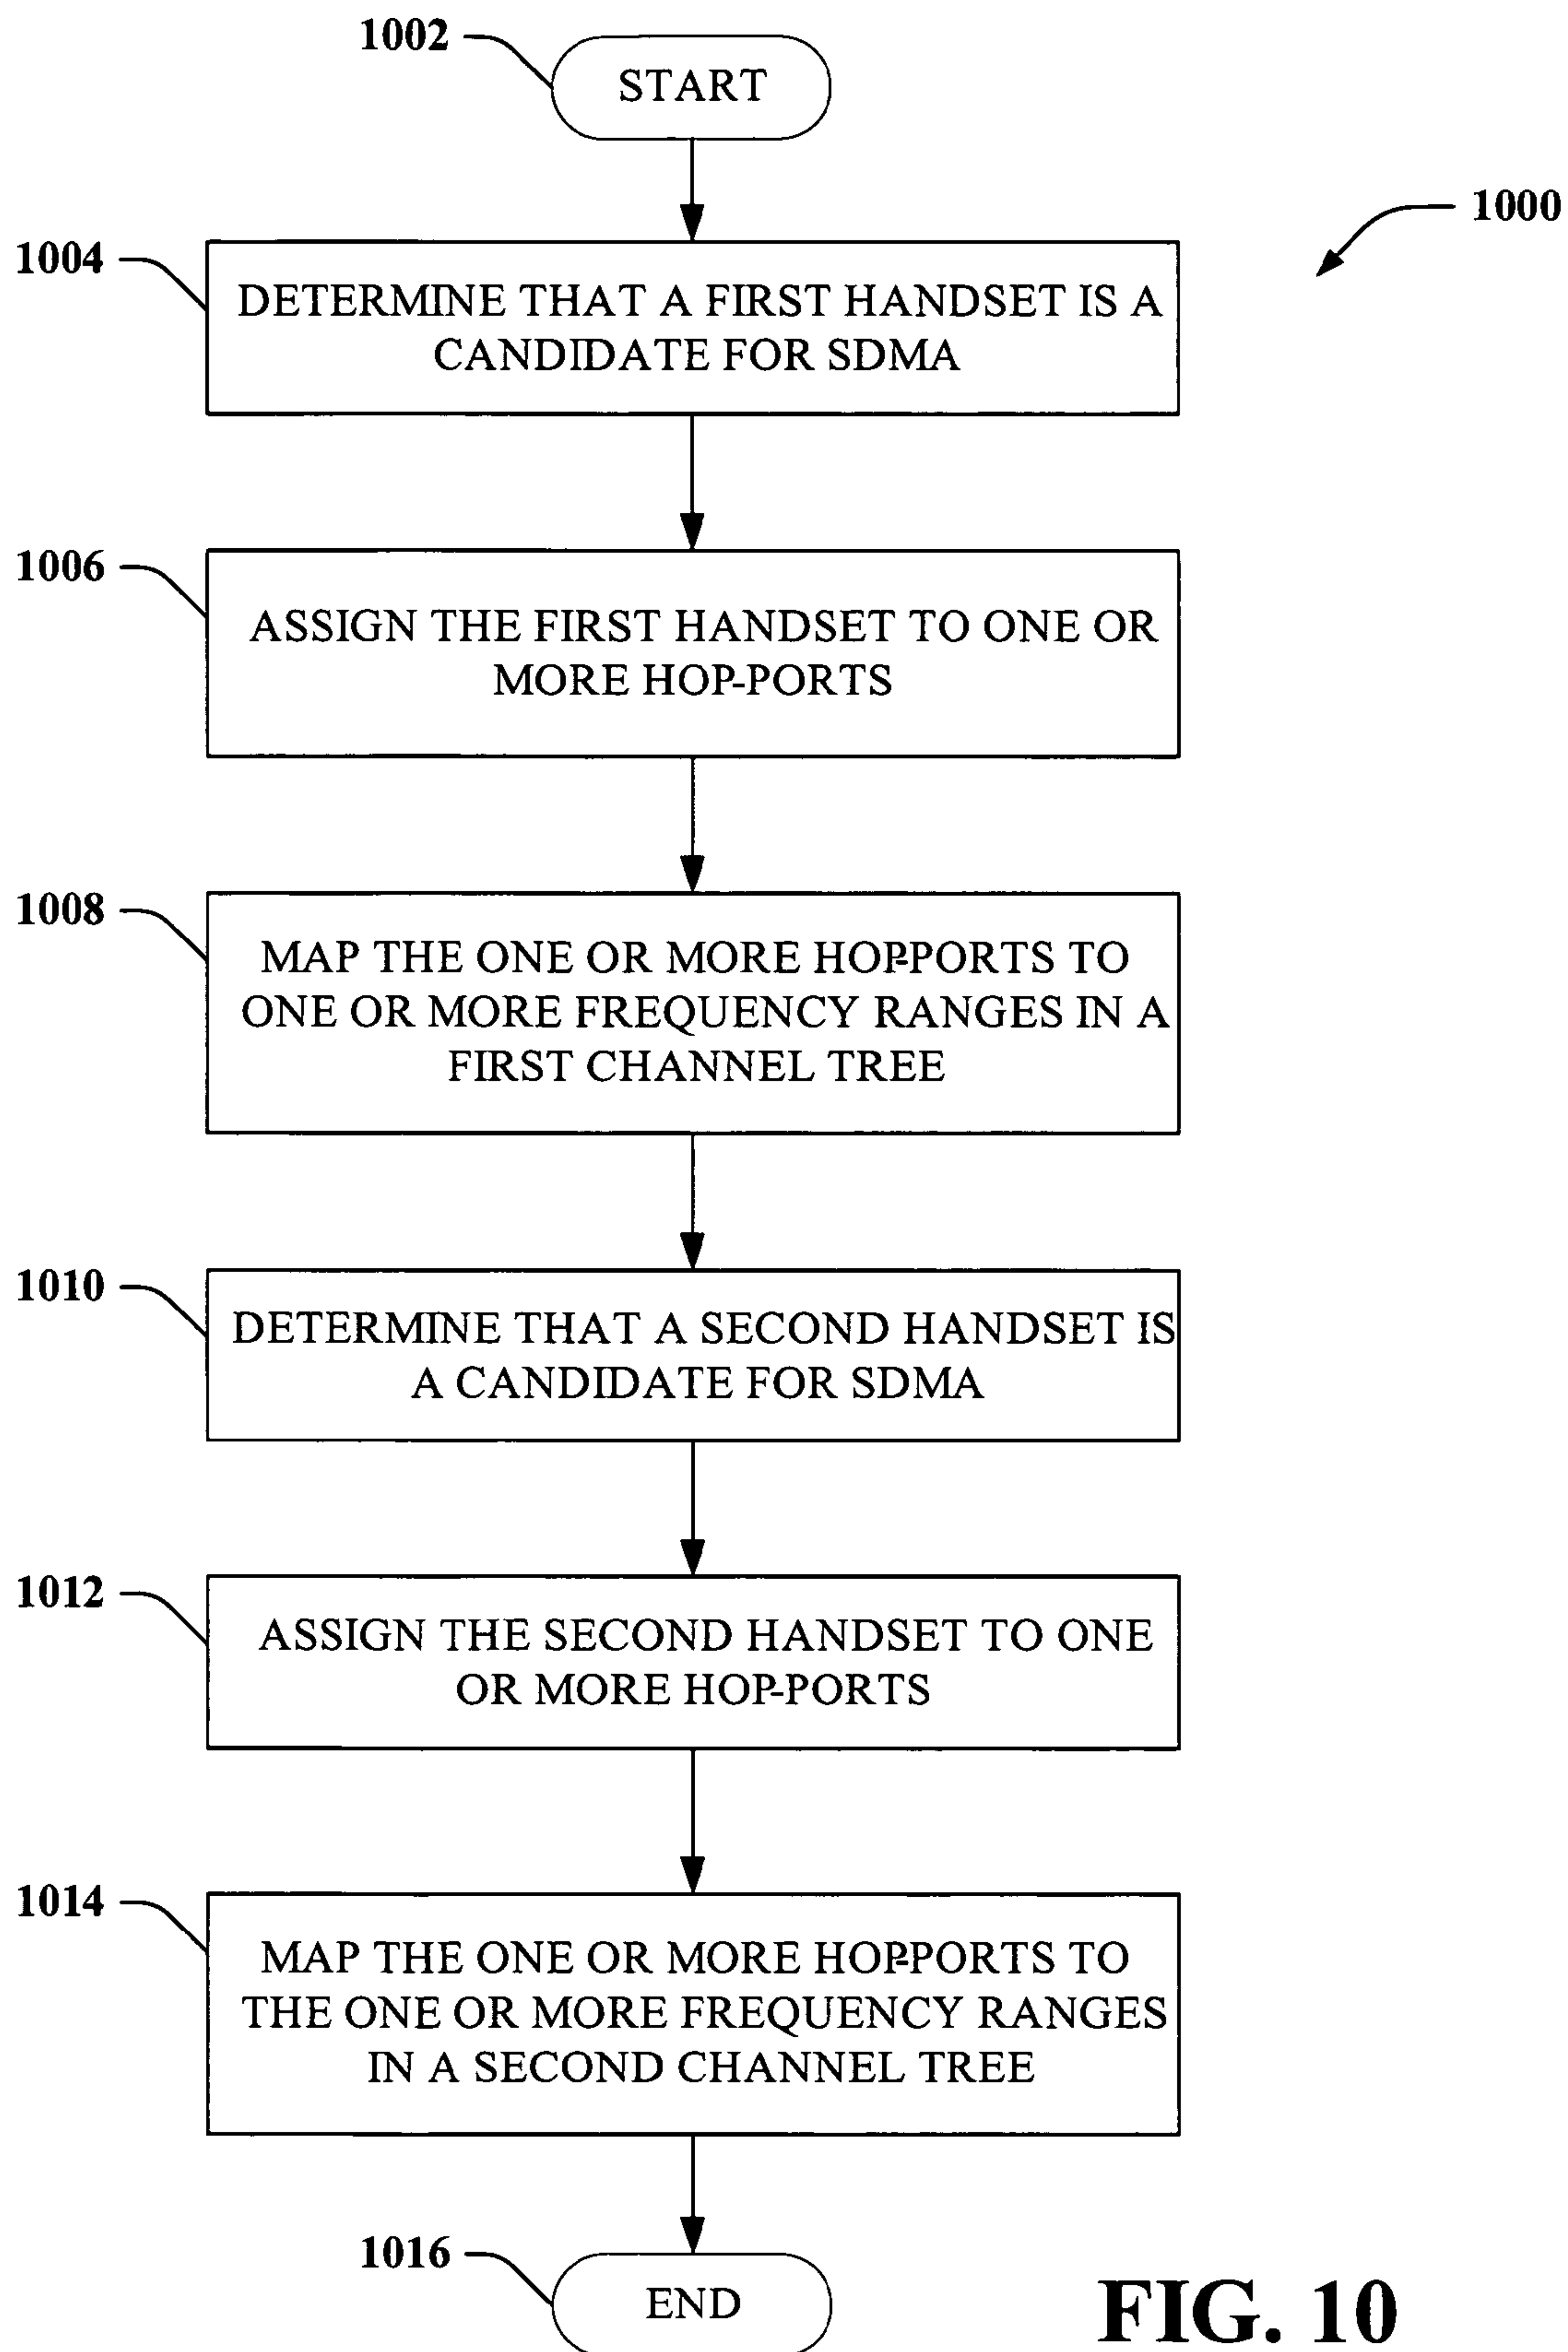 1002
START
1000
1004
DETERMINE THAT A FIRST HANDSET IS A
CANDIDATE FOR SDMA
1006
ASSIGN THE FIRST HANDSET TO ONE OR
MORE HOP-PORTS
1008
MAP THE ONE OR MORE HOP-PORTS TO
ONE OR MORE FREQUENCY RANGES IN A
FIRST CHANNEL TREE
1010
DETERMINE THAT A SECOND HANDSET IS
A CANDIDATE FOR SDMA
1012
ASSIGN THE SECOND HANDSET TO ONE
OR MORE HOP-PORTS
1014
MAP THE ONE OR MORE HOP-PORTS TO
THE ONE OR MORE FREQUENCY RANGES
IN A SECOND CHANNEL TREE
1016
END
FIG. 10